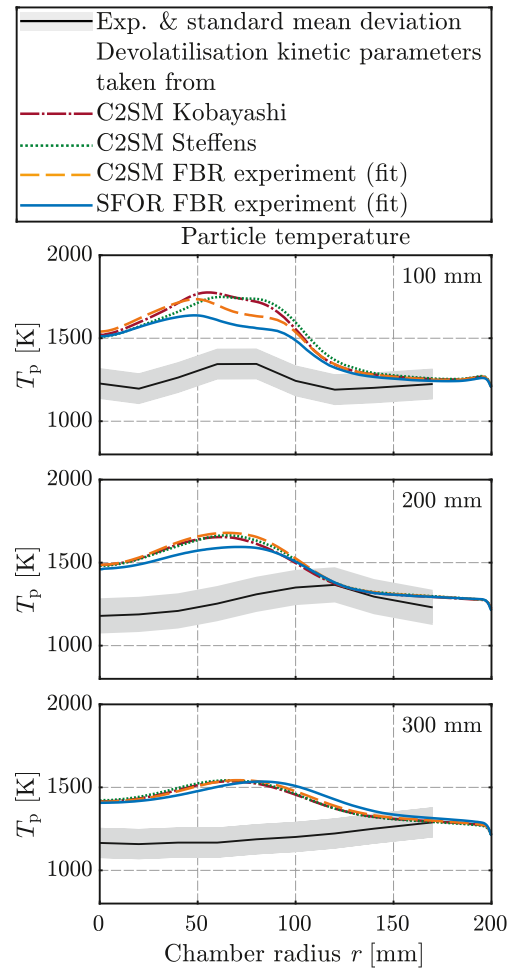 Exp. & standard mean deviation
Devolatilisation kinetic parameters
taken from
C2SM Kobayashi
C2SM Steffens
C2SM FBR experiment (fit)
SFOR FBR experiment (fit)
Particle temperature
2000
100 mm
1500
1000
Tp [K]
2000
200 mm
1500
1000
Tp [K]
2000
300 mm
1500
1000
Tp [K]
0 50 100 150 200
Chamber radius r [mm]